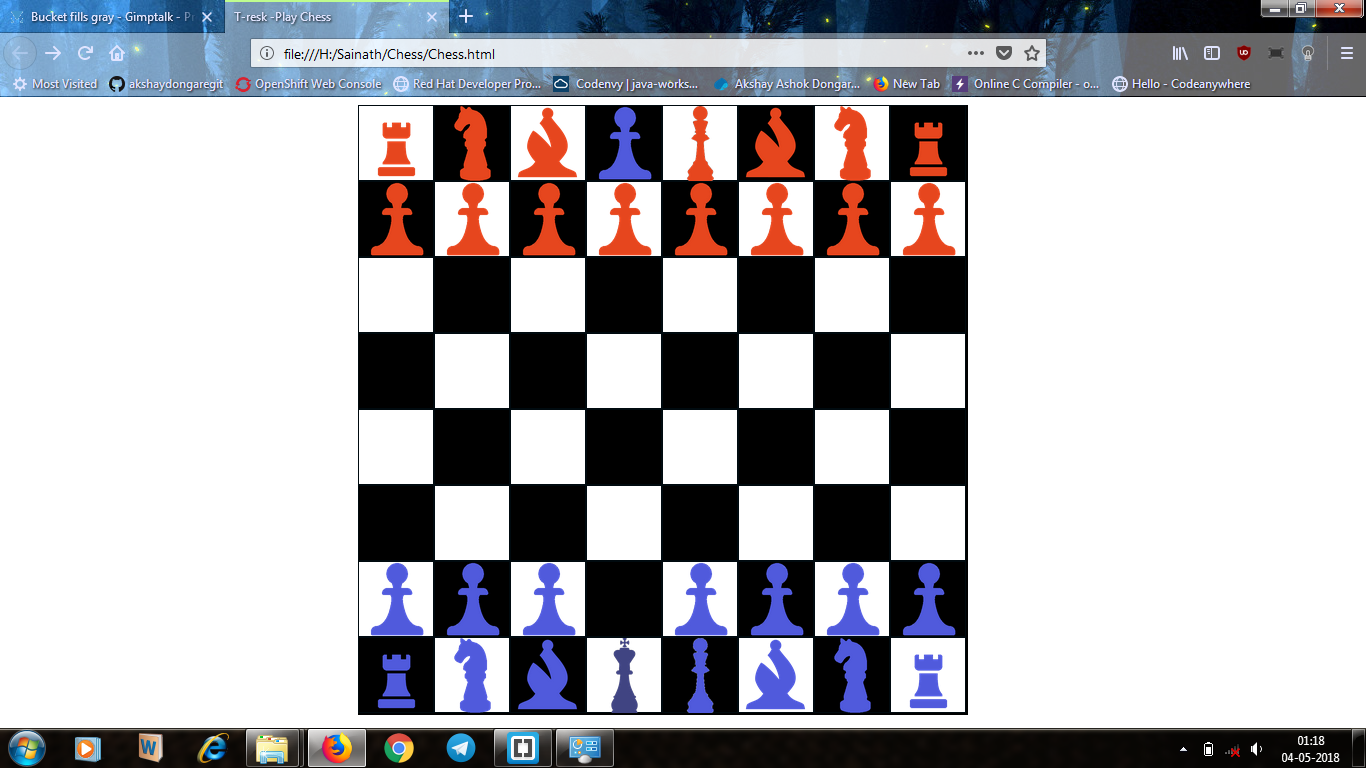 Bucket fills gray - Gimptalk - Pr
T-resk -Play Chess
file:///H:/Sainath/Chess/Chess.html
Most Visited akshaydongaregit OpenShift Web Console Red Hat Developer Pro... Codenvy | java-works... Akshay Ashok Dongar... New Tab Online C Compiler - o... Hello - Codeanywhere
01:18
04-05-2018